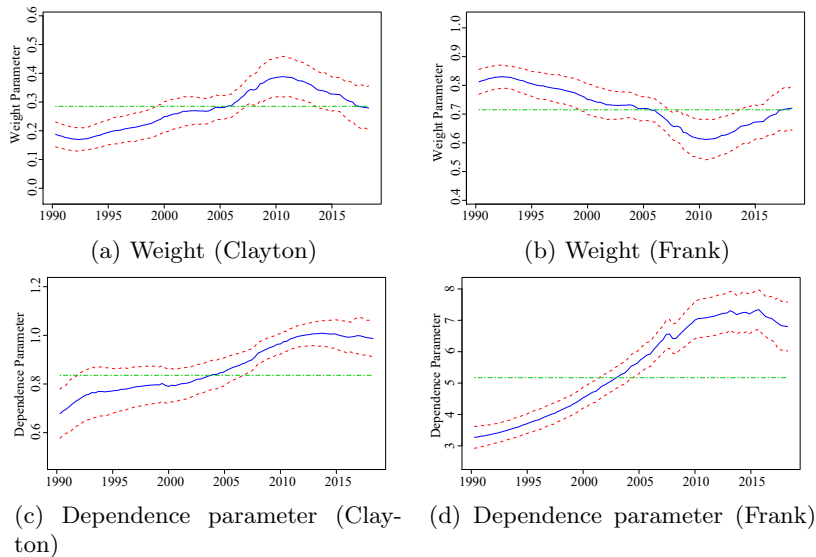 Weight Parameter
0.0 0.1 0.2 0.3 0.4 0.5 0.6
1990 1995 2000 2005 2010 2015
(a) Weight (Clayton)
Weight Parameter
0.4 0.5 0.6 0.7 0.8 0.9 1.0
1990 1995 2000 2005 2010 2015
(b) Weight (Frank)
Dependence Parameter
0.6 0.8 1.0 1.2
1990 1995 2000 2005 2010 2015
(c) Dependence parameter (Clay-
ton)
Dependence Parameter
3 4 5 6 7 8
1990 1995 2000 2005 2010 2015
(d) Dependence parameter (Frank)